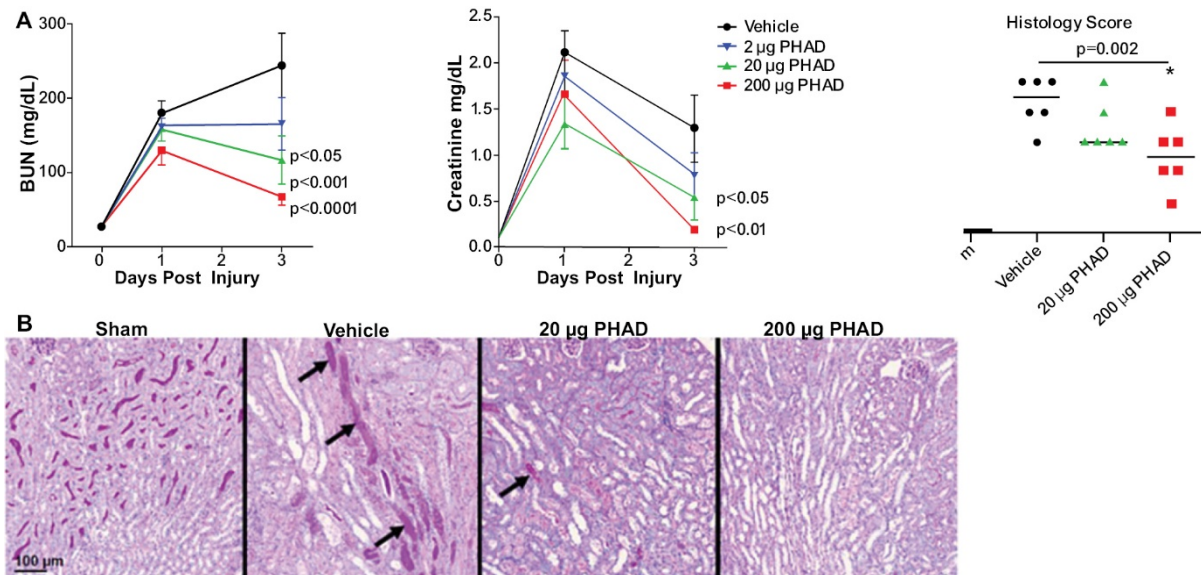 A
BUN (mg/dL)
300
200
100
0
0 1 2 3
Days Post Injury
p<0.05
p<0.001
p<0.0001
Creatinine mg/dL
2.5
2.0
1.5
1.0
0.5
0.0
0 1 2 3
Days Post Injury
p<0.05
p<0.01
Vehicle
2 µg PHAD
20 µg PHAD
200 µg PHAD
Histology Score
p=0.002
*
m
Vehicle
20 µg PHAD
200 µg PHAD
B
Sham
Vehicle
20 µg PHAD
200 µg PHAD
100 µm